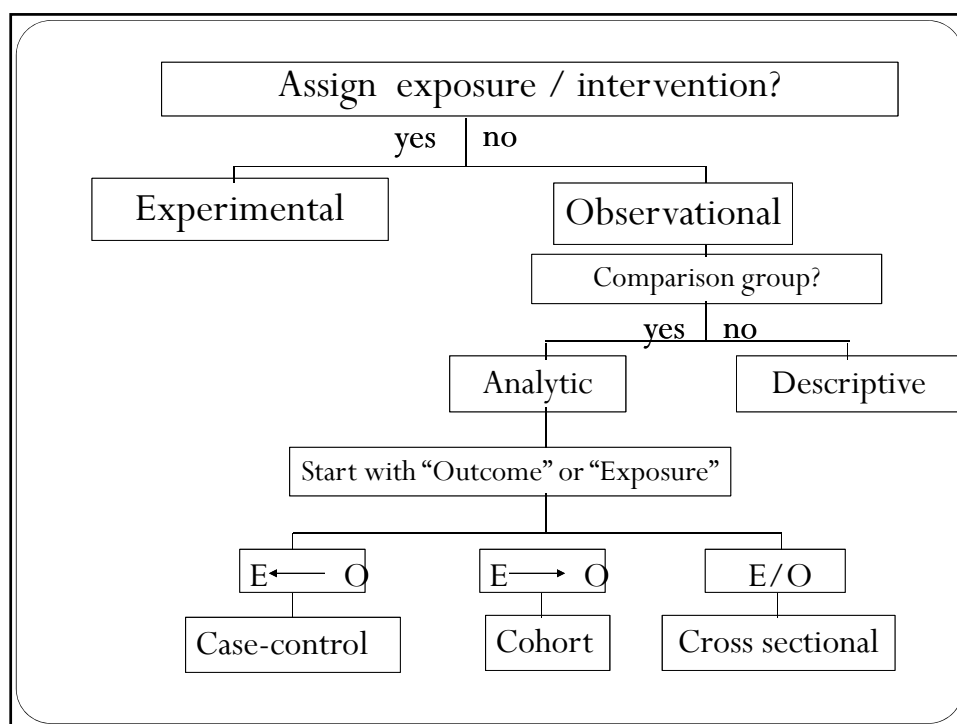 Assign exposure / intervention?
yes no
Experimental
Observational
Comparison group?
yes no
Analytic
Descriptive
Start with “Outcome” or “Exposure”
E O
E O
E/O
Case-control
Cohort
Cross sectional